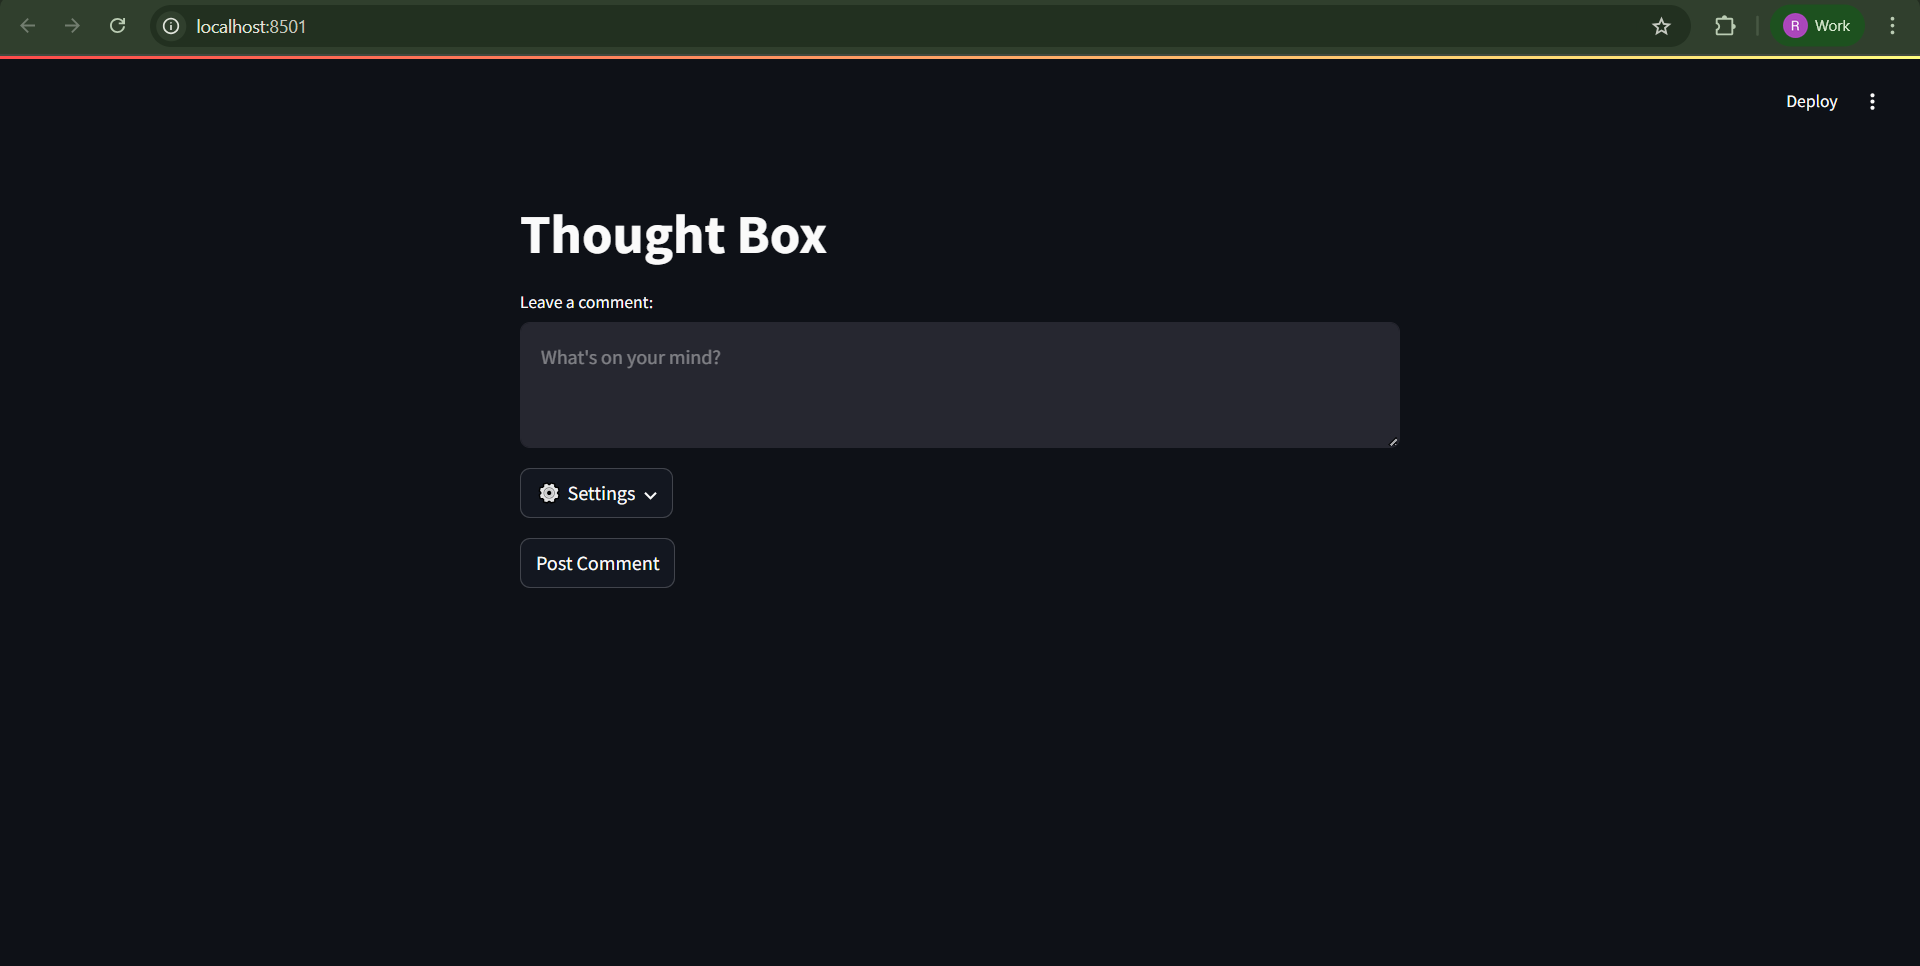 localhost:8501
R Work
Deploy
Thought Box
Leave a comment:
What's on your mind?
Settings
Post Comment